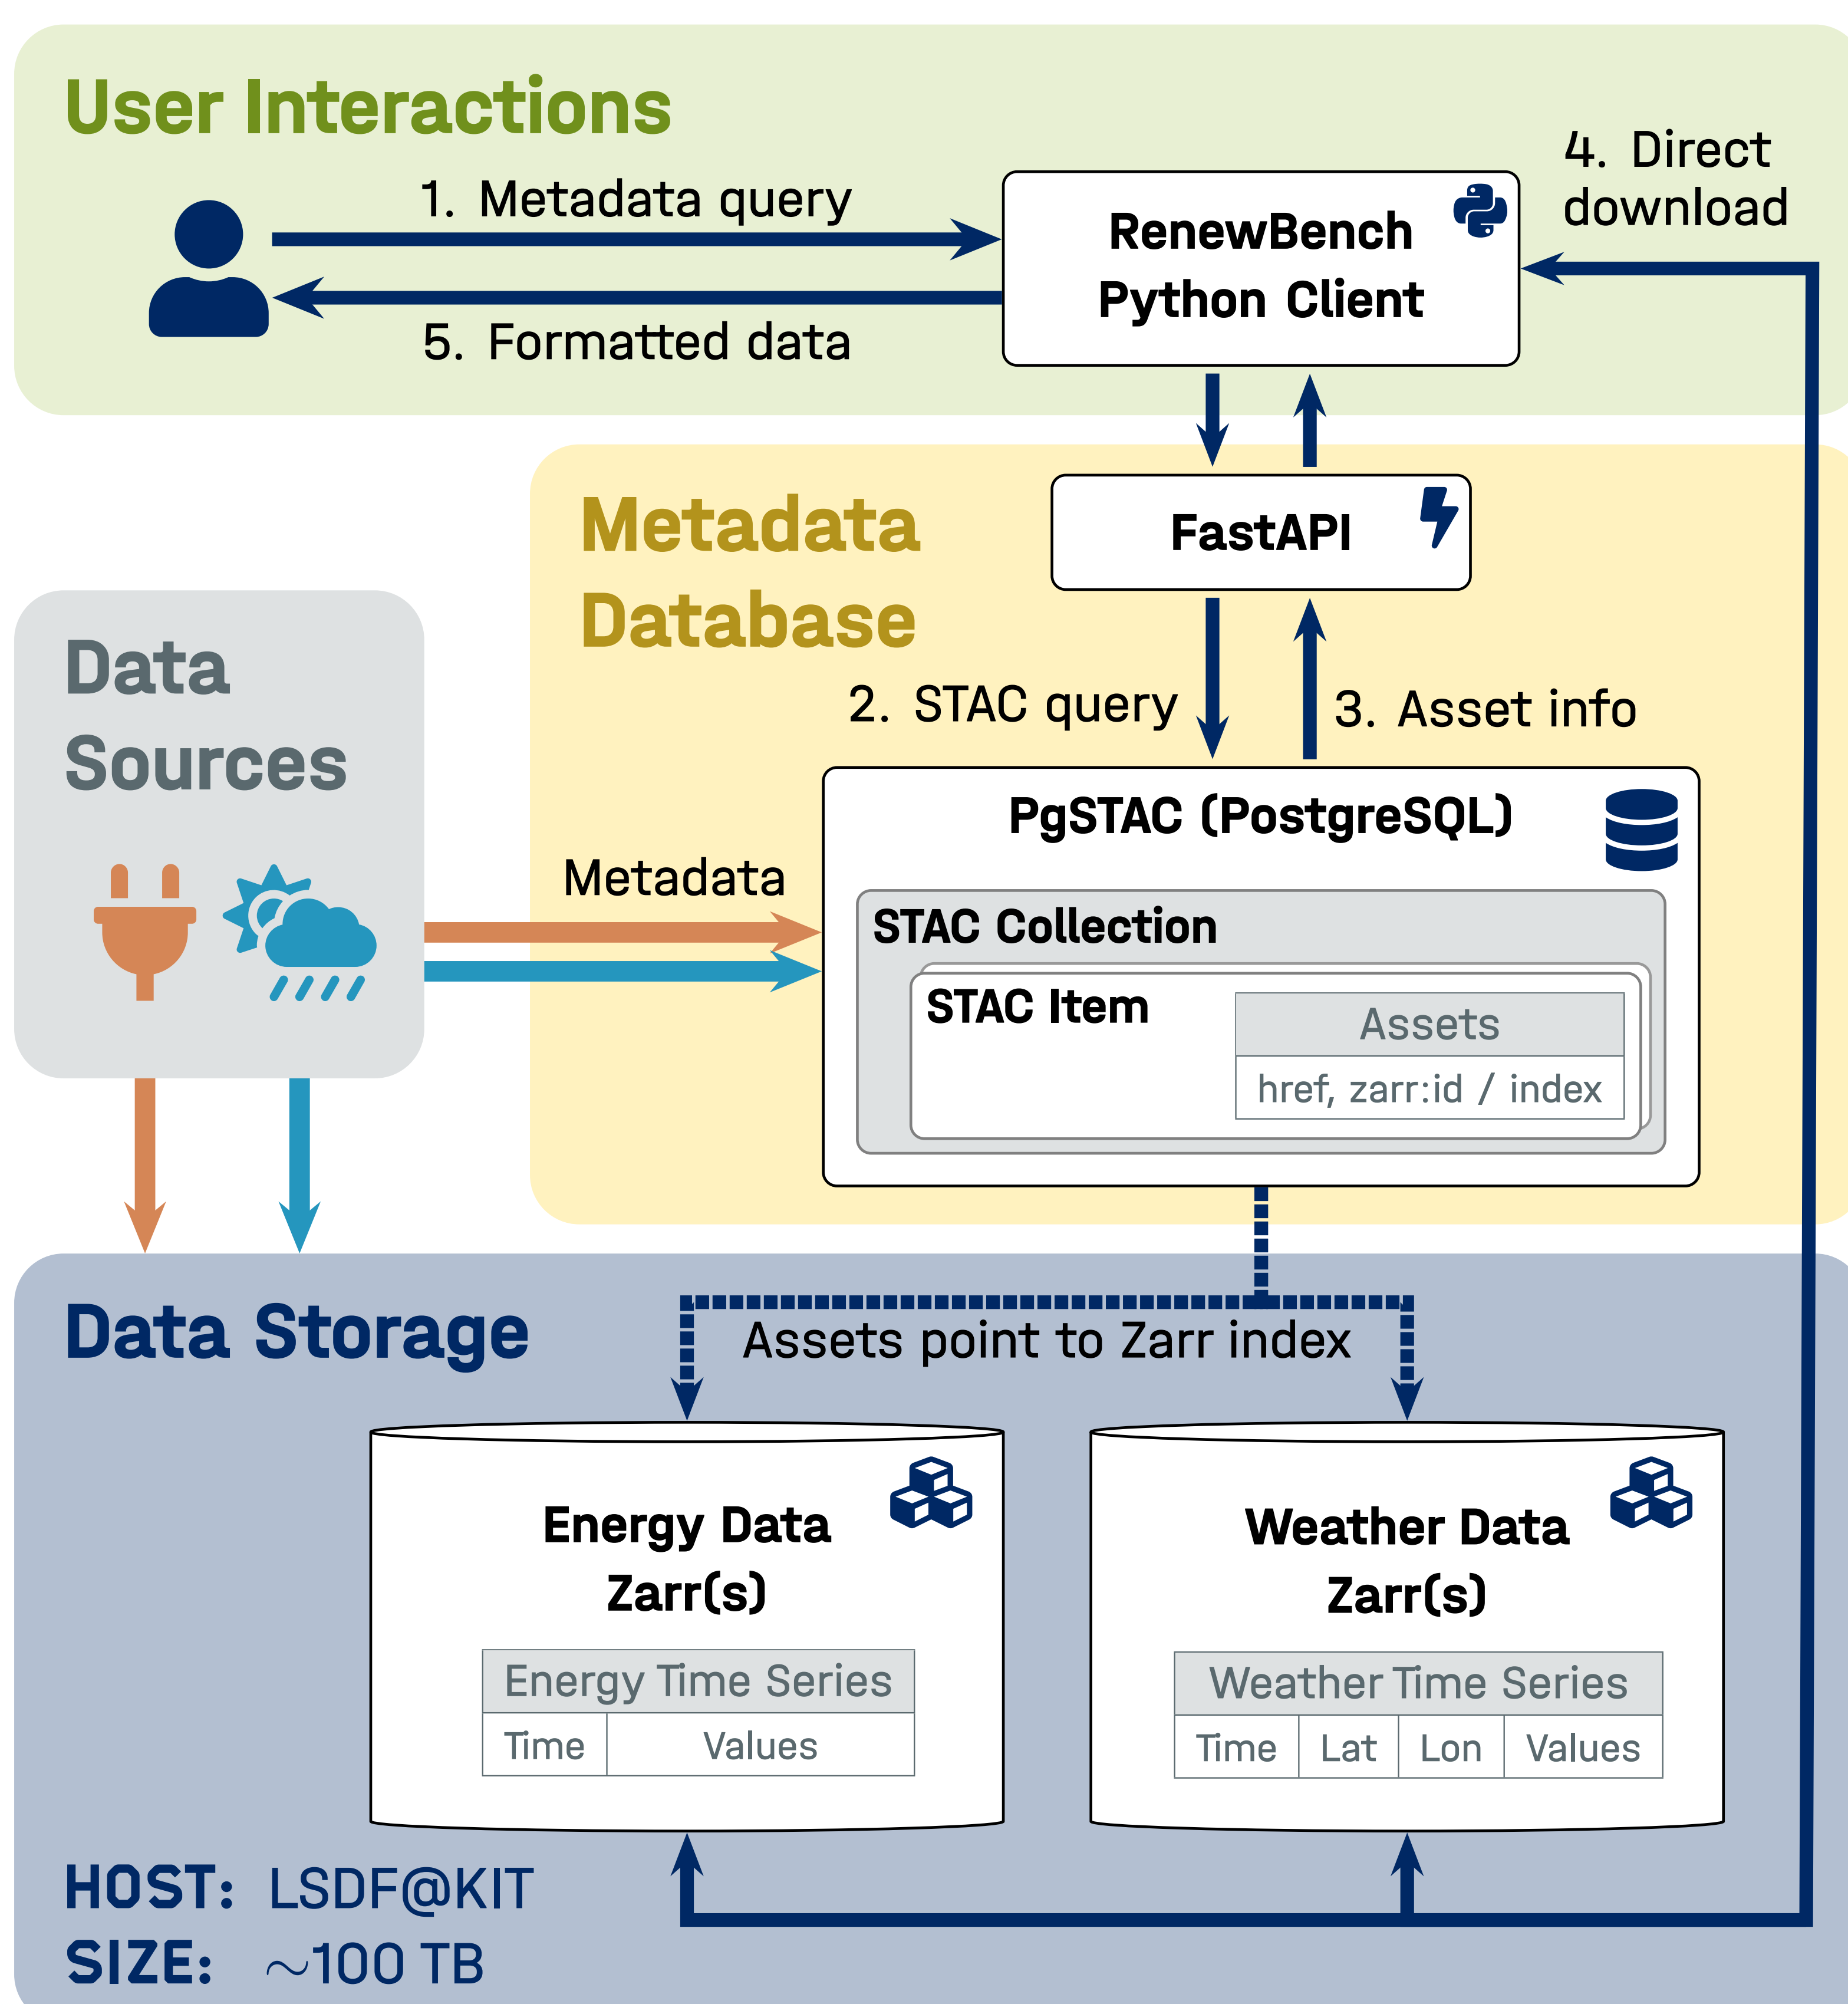 User Interactions
1. Metadata query
5. Formatted data
RenewBench
Python Client
4. Direct
download
Metadata
Database
FastAPI
2. STAC query
3. Asset info
Data
Sources
Metadata
PgSTAC (PostgreSQL)
STAC Collection
STAC Item
Assets
href, zarr:id / index
Data Storage
Assets point to Zarr index
Energy Data
Zarr(s)
Energy Time Series
Time Values
Weather Data
Zarr(s)
Weather Time Series
Time Lat Lon Values
HOST: LSDF@KIT
SIZE: ~100 TB